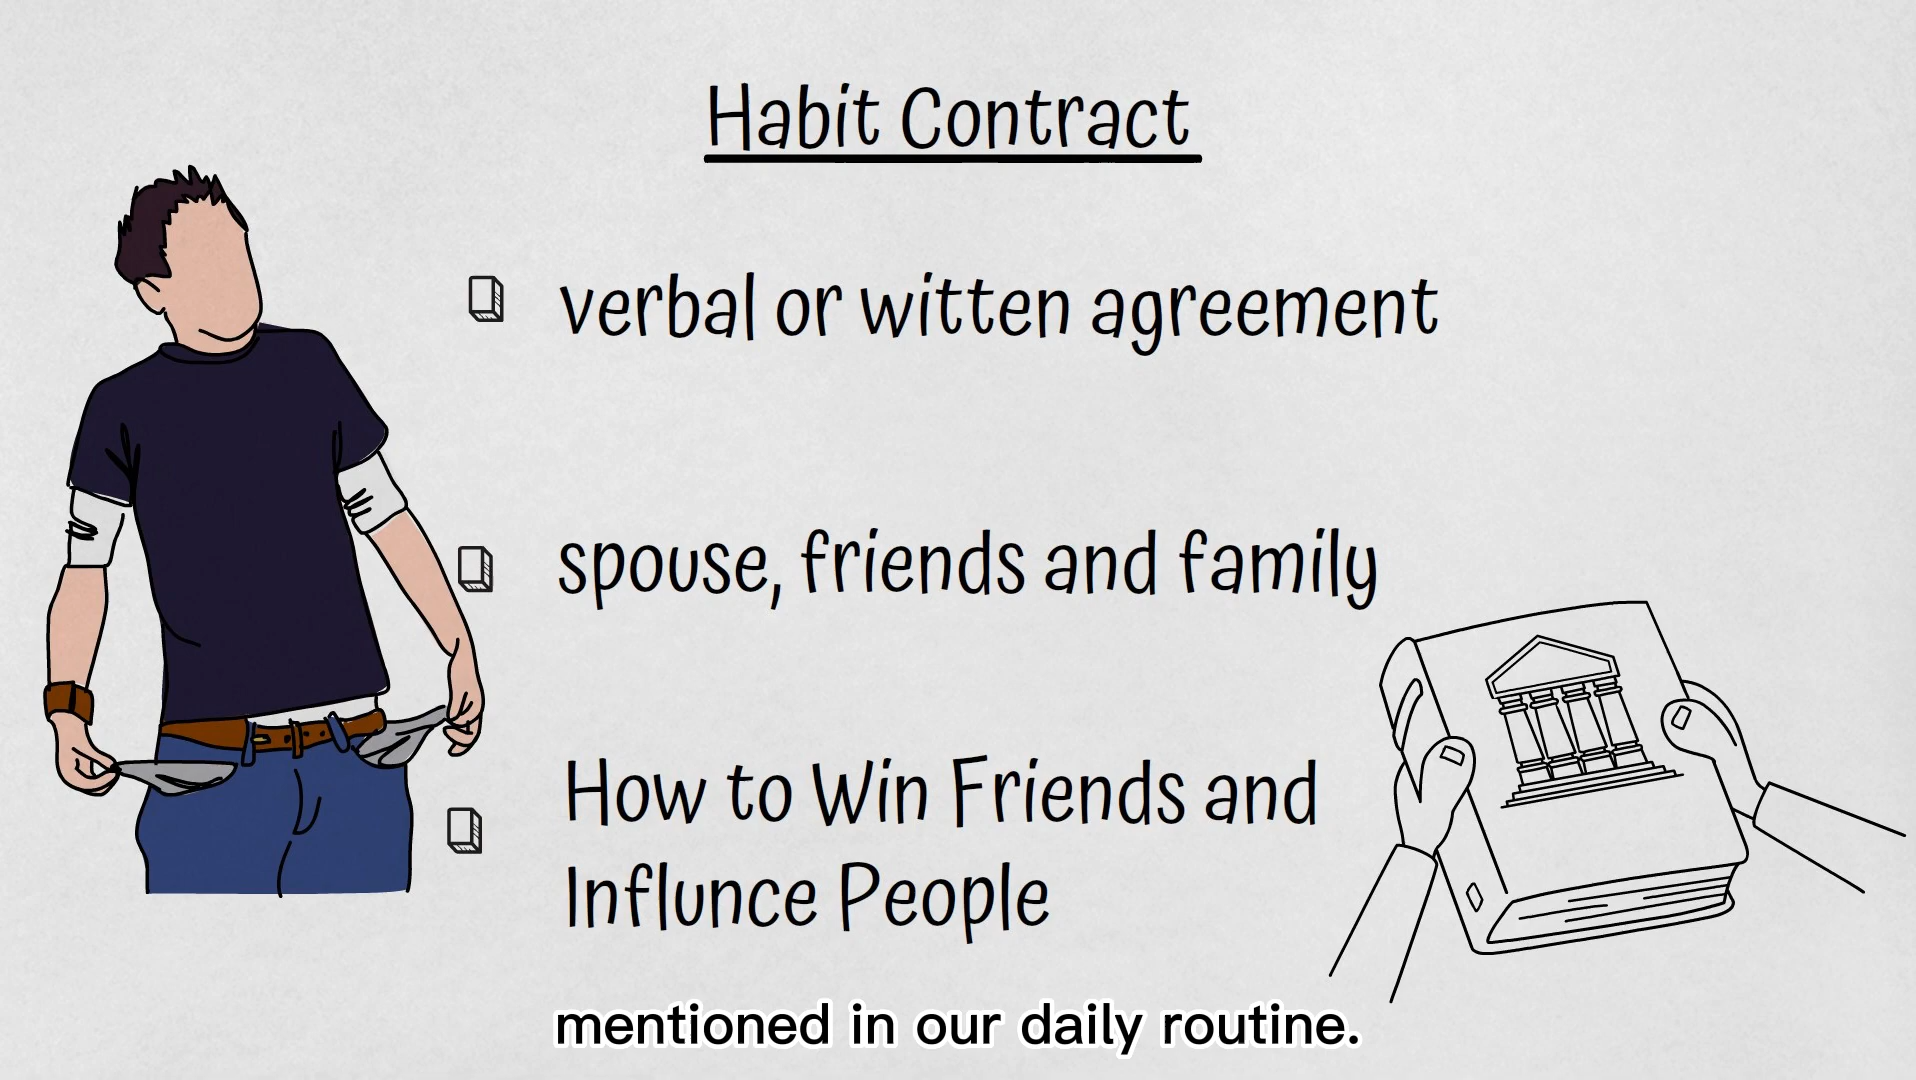 Habit Contract
verbal or witten agreement
spouse, friends and family
How to Win Friends and
Influnce People
mentioned in our daily routine.